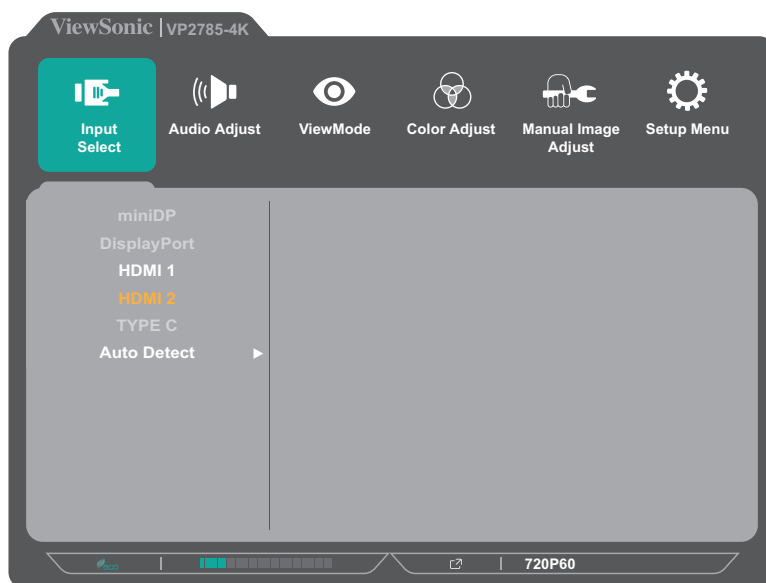 ViewSonic | VP2785-4K
Input Select
Audio Adjust
ViewMode
Color Adjust
Manual Image Adjust
Setup Menu
miniDP
DisplayPort
HDMI 1
HDMI 2
TYPE C
Auto Detect
eco
720P60